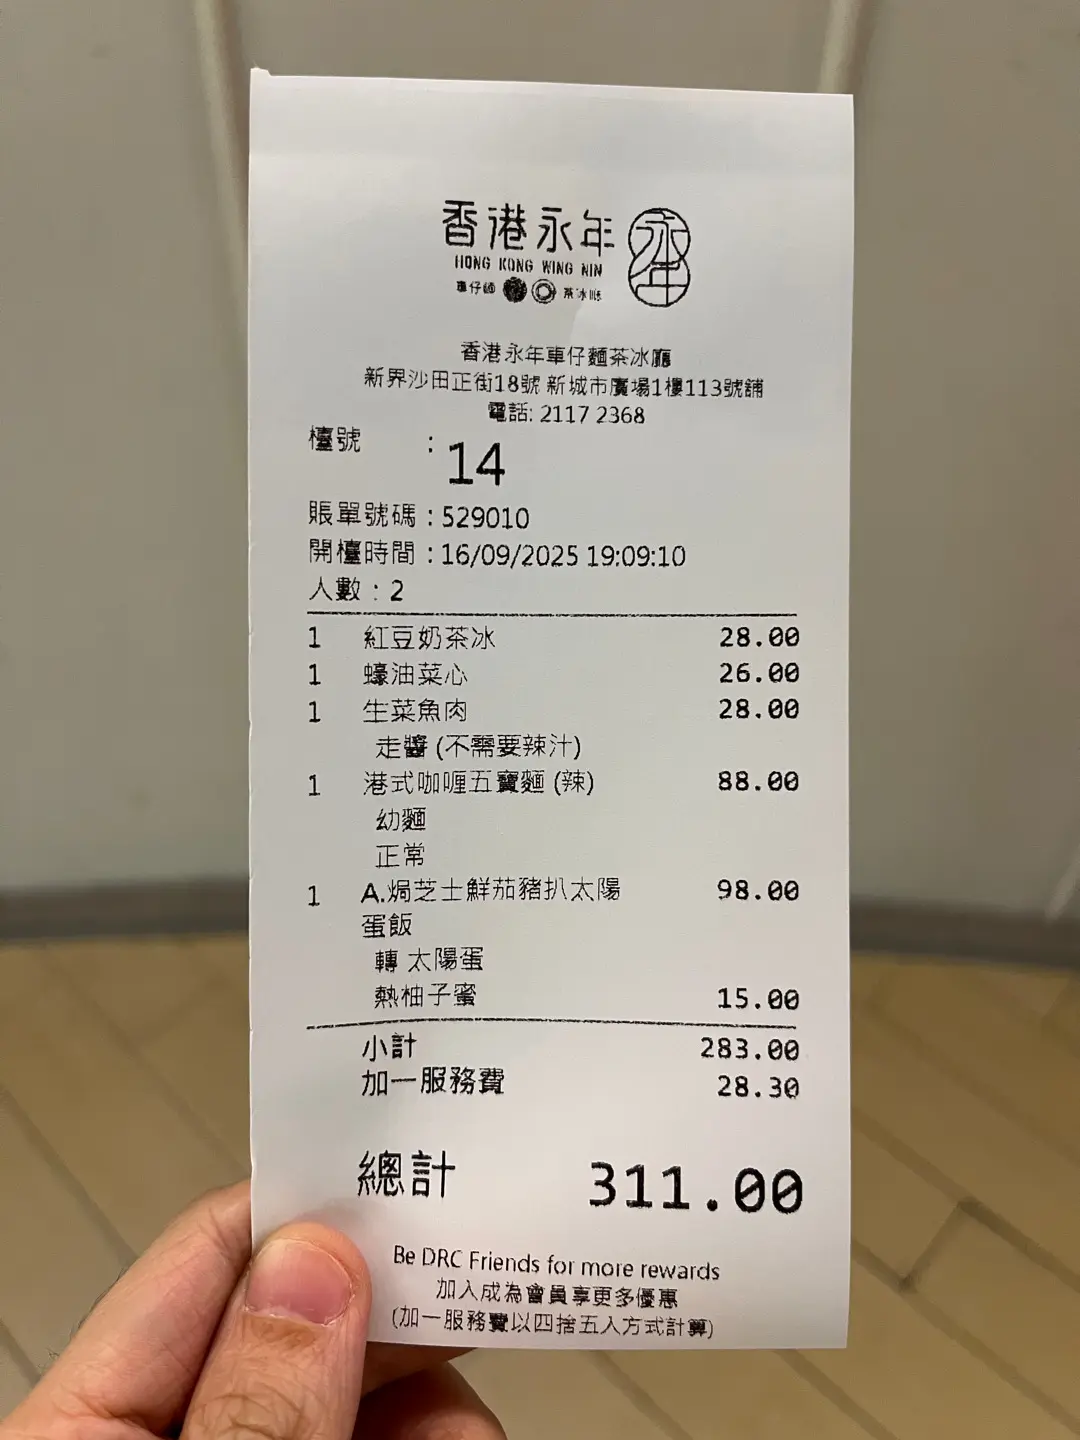 香港永年 永年
HONG KONG WING NIN
車仔麵 茶冰廳
香港永年車仔麵茶冰廳
新界沙田正街18號 新城市廣場1樓113號舖
電話: 2117 2368
檯號 : 14
賬單號碼 : 529010
開檯時間 : 16/09/2025 19:09:10
人數 : 2
1 紅豆奶茶冰 28.00
1 蠔油菜心 26.00
1 生菜魚肉 28.00
走醬 (不需要辣汁)
1 港式咖喱五寶麵 (辣) 88.00
幼麵
正常
1 A.焗芝士鮮茄豬扒太陽 98.00
蛋飯
轉 太陽蛋
熱柚子蜜 15.00
小計 283.00
加一服務費 28.30
總計 311.00
Be DRC Friends for more rewards
加入成為會員享更多優惠
(加一服務費以四捨五入方式計算)